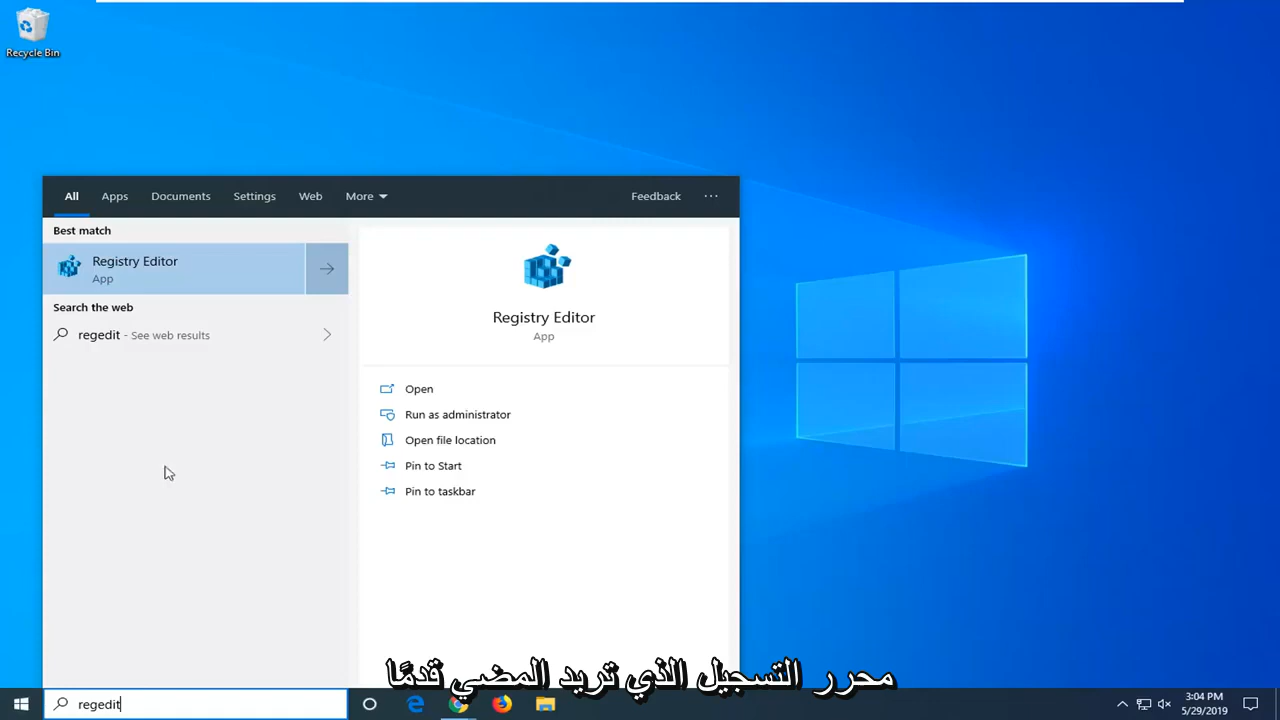 Recycle Bin
All Apps Documents Settings Web More Feedback ...
Best match
Registry Editor
App
Search the web
regedit - See web results
Registry Editor
App
Open
Run as administrator
Open file location
Pin to Start
Pin to taskbar
محرر التسجيل الذي تريد المضي قدمًا
regedit
3:04 PM
5/29/2019